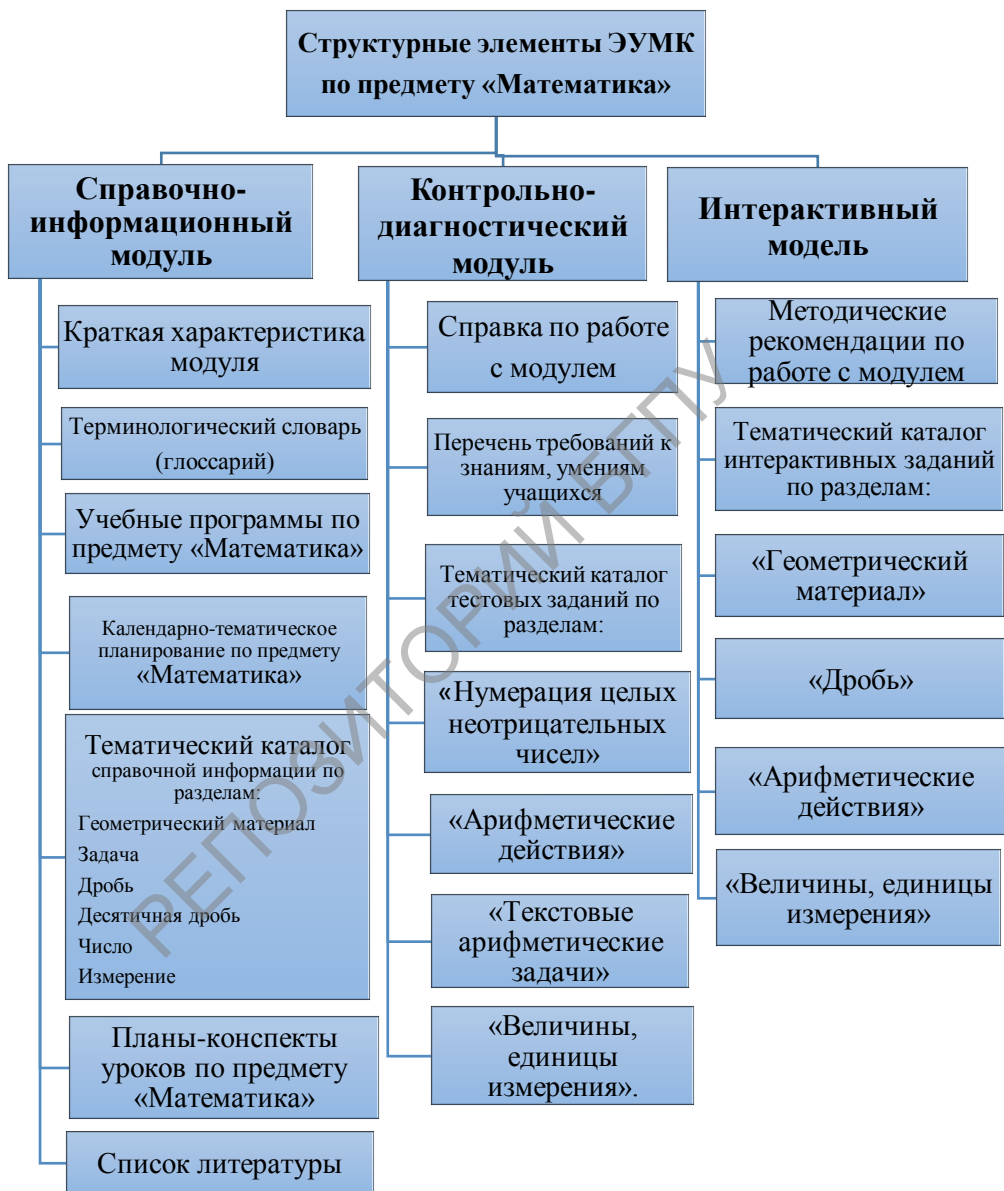 Структурные элементы ЭУМК
по предмету «Математика»
Справочно-
информационный
модуль
Краткая характеристика
модуля
Терминологический словарь
(глоссарий)
Учебные программы по
предмету «Математика»
Календарно-тематическое
планирование по предмету
«Математика»
Тематический каталог
справочной информации по
разделам:
Геометрический материал
Задача
Дробь
Десятичная дробь
Число
Измерение
Планы-конспекты
уроков по предмету
«Математика»
Список литературы
Контрольно-
диагностический
модуль
Справка по работе
с модулем
Перечень требований к
знаниям, умениям
учащихся
Тематический каталог
тестовых заданий по
разделам:
«Нумерация целых
неотрицательных
чисел»
«Арифметические
действия»
«Текстовые
арифметические
задачи»
«Величины,
единицы
измерения».
Интерактивный
модель
Методические
рекомендации по
работе с модулем
Тематический каталог
интерактивных заданий
по разделам:
«Геометрический
материал»
«Дробь»
«Арифметические
действия»
«Величины, единицы
измерения»
РЕПОЗИТОРИЙ БГПУ